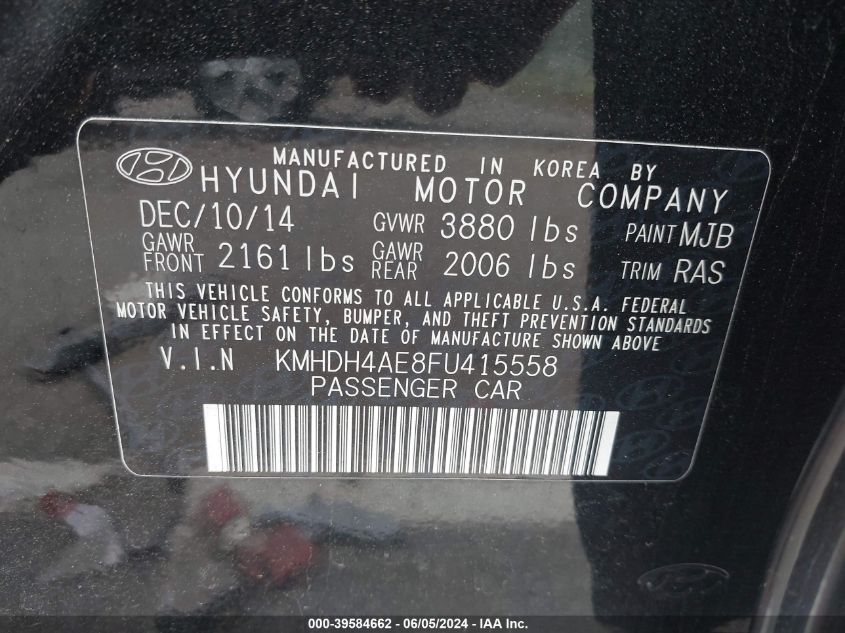 MANUFACTURED IN KOREA BY
HYUNDAI MOTOR COMPANY
DEC/10/14 GVWR 3880 lbs PAINT MJB
GAWR FRONT 2161 lbs GAWR REAR 2006 lbs TRIM RAS
THIS VEHICLE CONFORMS TO ALL APPLICABLE U.S.A. FEDERAL
MOTOR VEHICLE SAFETY, BUMPER, AND THEFT PREVENTION STANDARDS
IN EFFECT ON THE DATE OF MANUFACTURE SHOWN ABOVE
V.I.N KMHDH4AE8FU415558
PASSENGER CAR
000-39584662 - 06/05/2024 - IAA Inc.